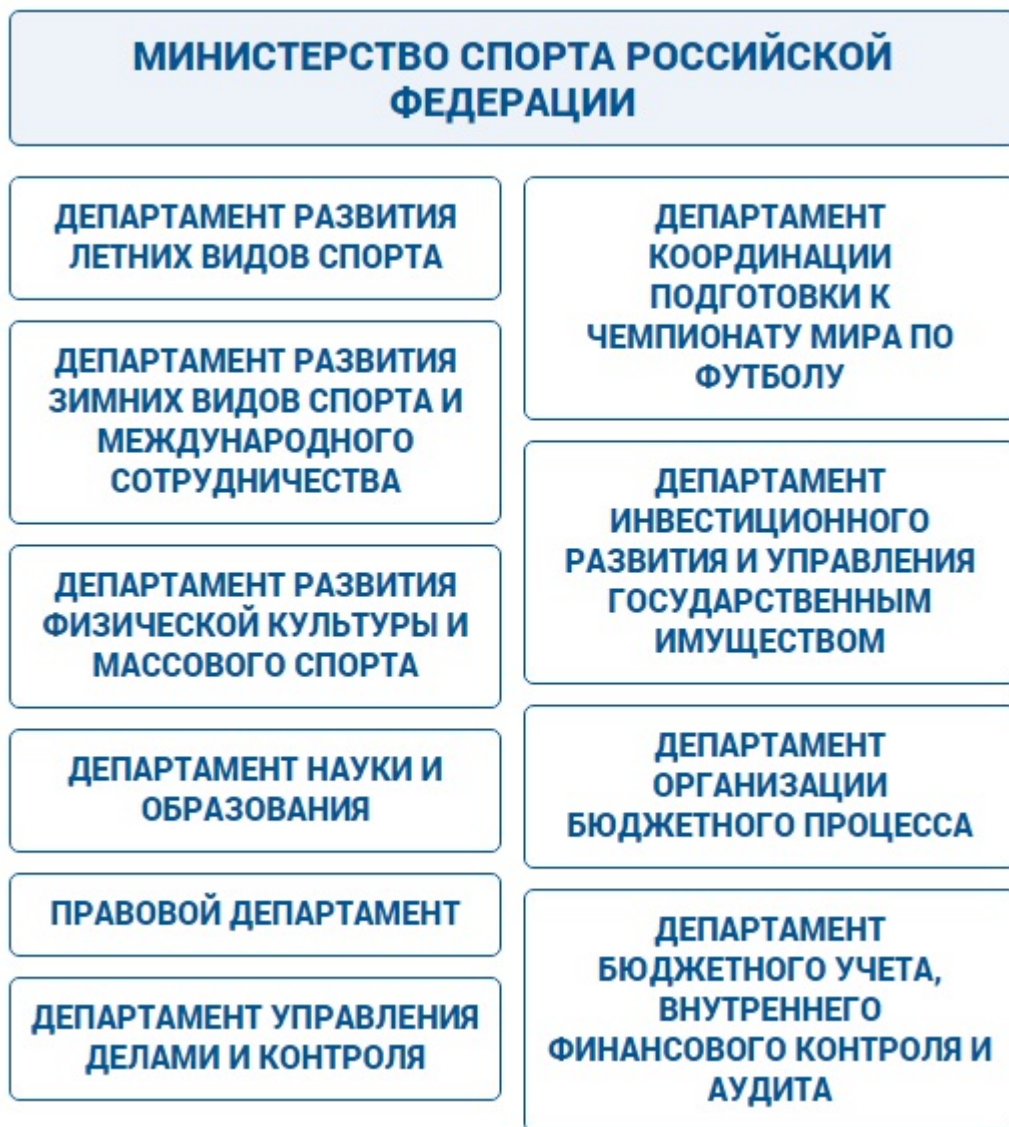 МИНИСТЕРСТВО СПОРТА РОССИЙСКОЙ
ФЕДЕРАЦИИ
ДЕПАРТАМЕНТ РАЗВИТИЯ
ЛЕТНИХ ВИДОВ СПОРТА
ДЕПАРТАМЕНТ РАЗВИТИЯ
ЗИМНИХ ВИДОВ СПОРТА И
МЕЖДУНАРОДНОГО
СОТРУДНИЧЕСТВА
ДЕПАРТАМЕНТ РАЗВИТИЯ
ФИЗИЧЕСКОЙ КУЛЬТУРЫ И
МАССОВОГО СПОРТА
ДЕПАРТАМЕНТ НАУКИ И
ОБРАЗОВАНИЯ
ПРАВОВОЙ ДЕПАРТАМЕНТ
ДЕПАРТАМЕНТ УПРАВЛЕНИЯ
ДЕЛАМИ И КОНТРОЛЯ
ДЕПАРТАМЕНТ
КООРДИНАЦИИ
ПОДГОТОВКИ К
ЧЕМПИОНАТУ МИРА ПО
ФУТБОЛУ
ДЕПАРТАМЕНТ
ИНВЕСТИЦИОННОГО
РАЗВИТИЯ И УПРАВЛЕНИЯ
ГОСУДАРСТВЕННЫМ
ИМУЩЕСТВОМ
ДЕПАРТАМЕНТ
ОРГАНИЗАЦИИ
БЮДЖЕТНОГО ПРОЦЕССА
ДЕПАРТАМЕНТ
БЮДЖЕТНОГО УЧЕТА,
ВНУТРЕННЕГО
ФИНАНСОВОГО КОНТРОЛЯ И
АУДИТА